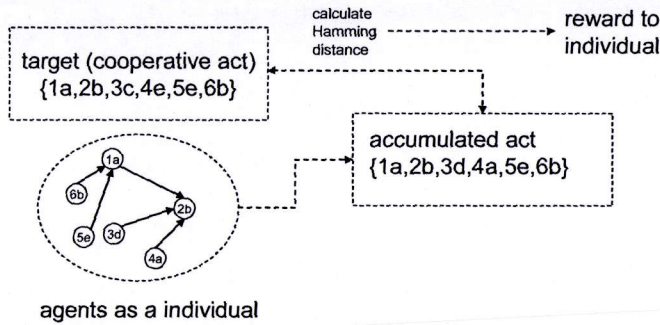 calculate
Hamming
distance
reward to
individual
target (cooperative act)
{1a,2b,3c,4e,5e,6b}
accumulated act
{1a,2b,3d,4a,5e,6b}
1a
6b
2b
5e
3d
4a
agents as a individual